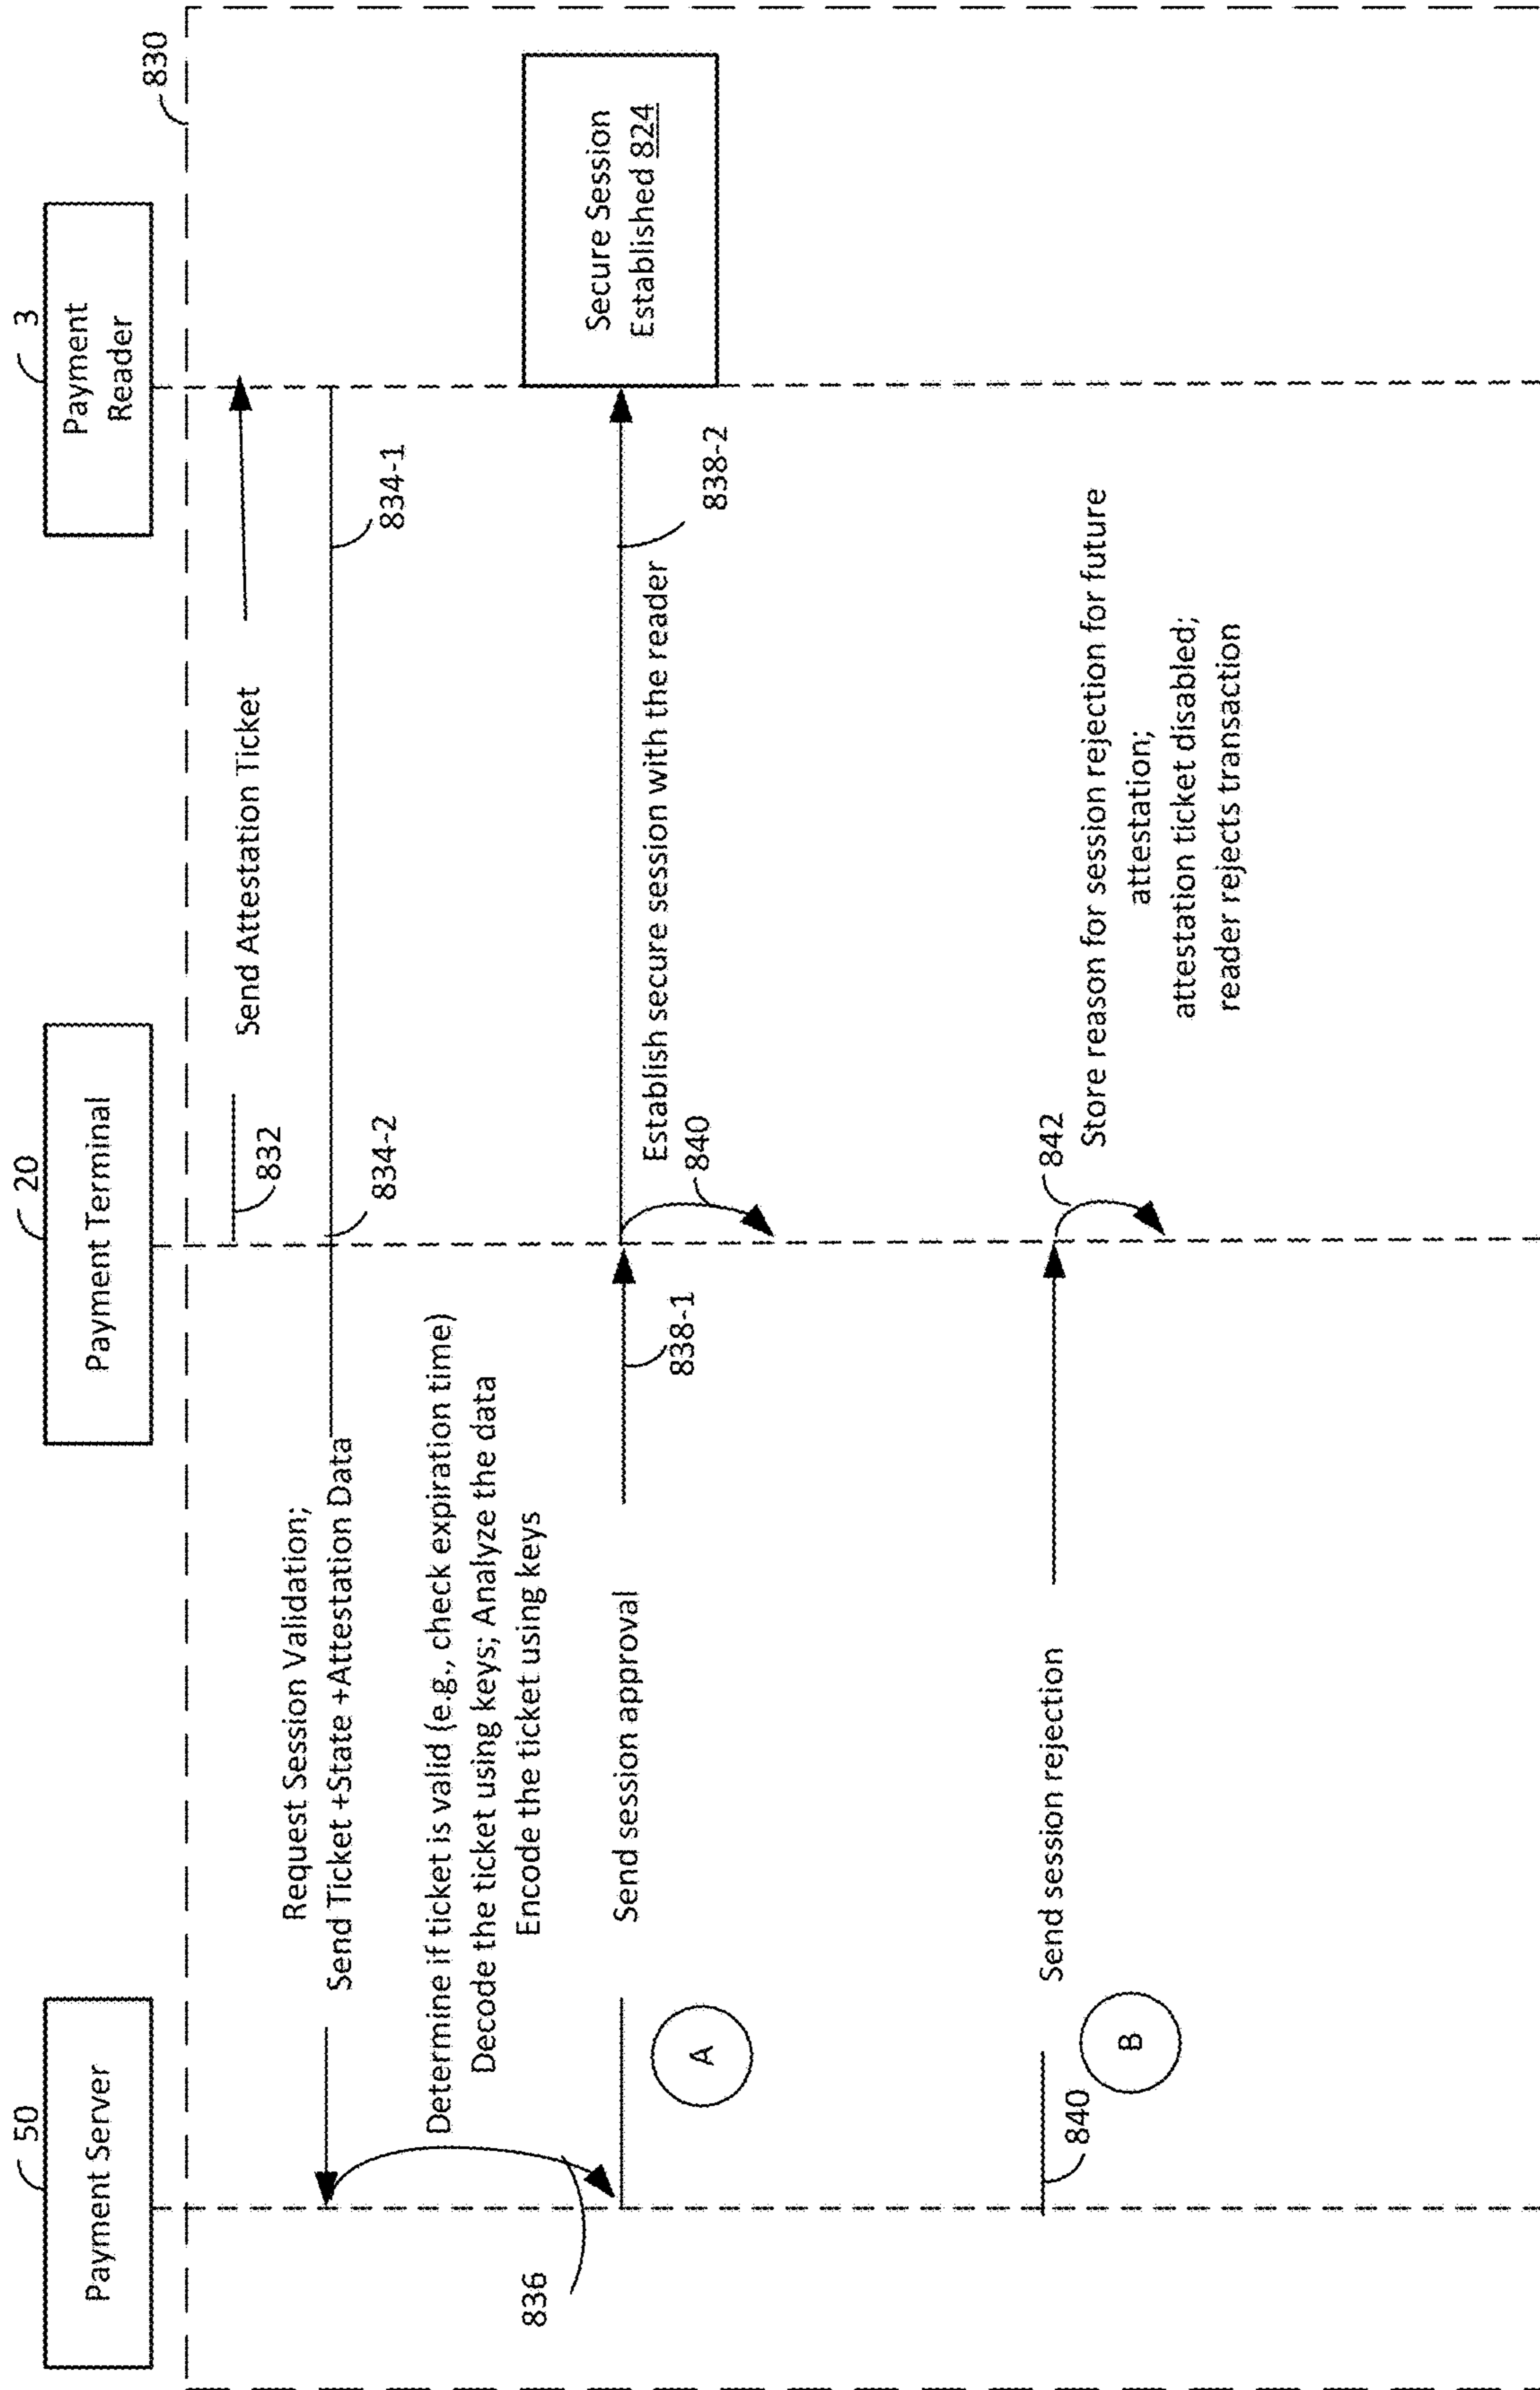 50
Payment Server
20
Payment Terminal
3
Payment
Reader
830
832
Send Attestation Ticket
Request Session Validation;
Send Ticket +State +Attestation Data
834-2
834-1
Determine if ticket is valid (e.g., check expiration time)
Decode the ticket using keys; Analyze the data
Encode the ticket using keys
836
Send session approval
838-1
A
Establish secure session with the reader
838-2
840
Secure Session
Established 824
Send session rejection
840
B
842
Store reason for session rejection for future
attestation;
attestation ticket disabled;
reader rejects transaction